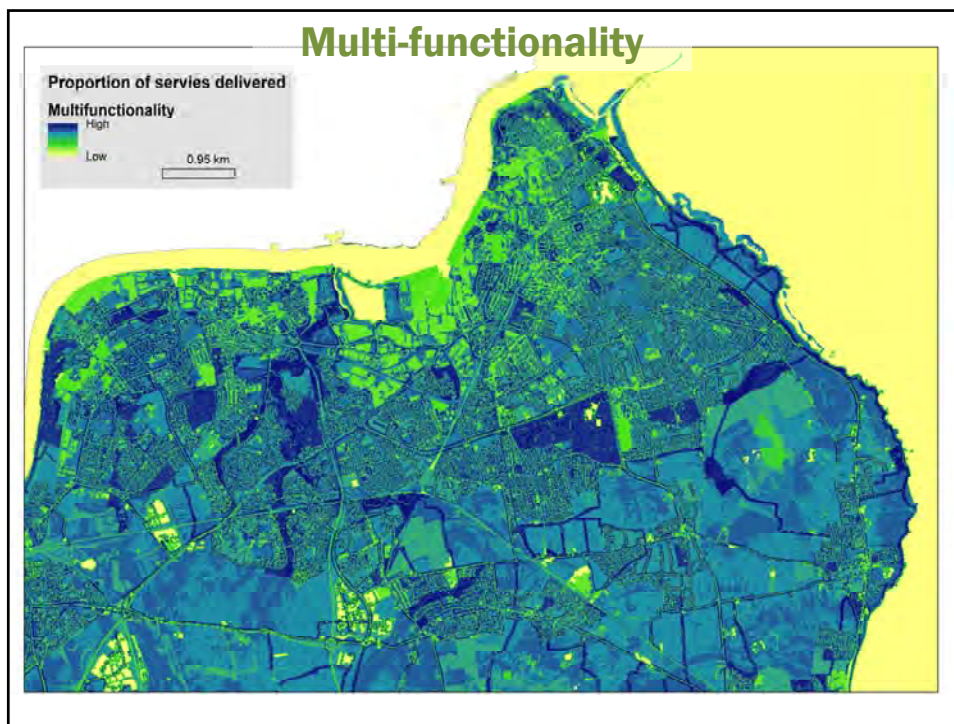 Multi-functionality
Proportion of servies delivered
Multifunctionality
High
Low
0.95 km